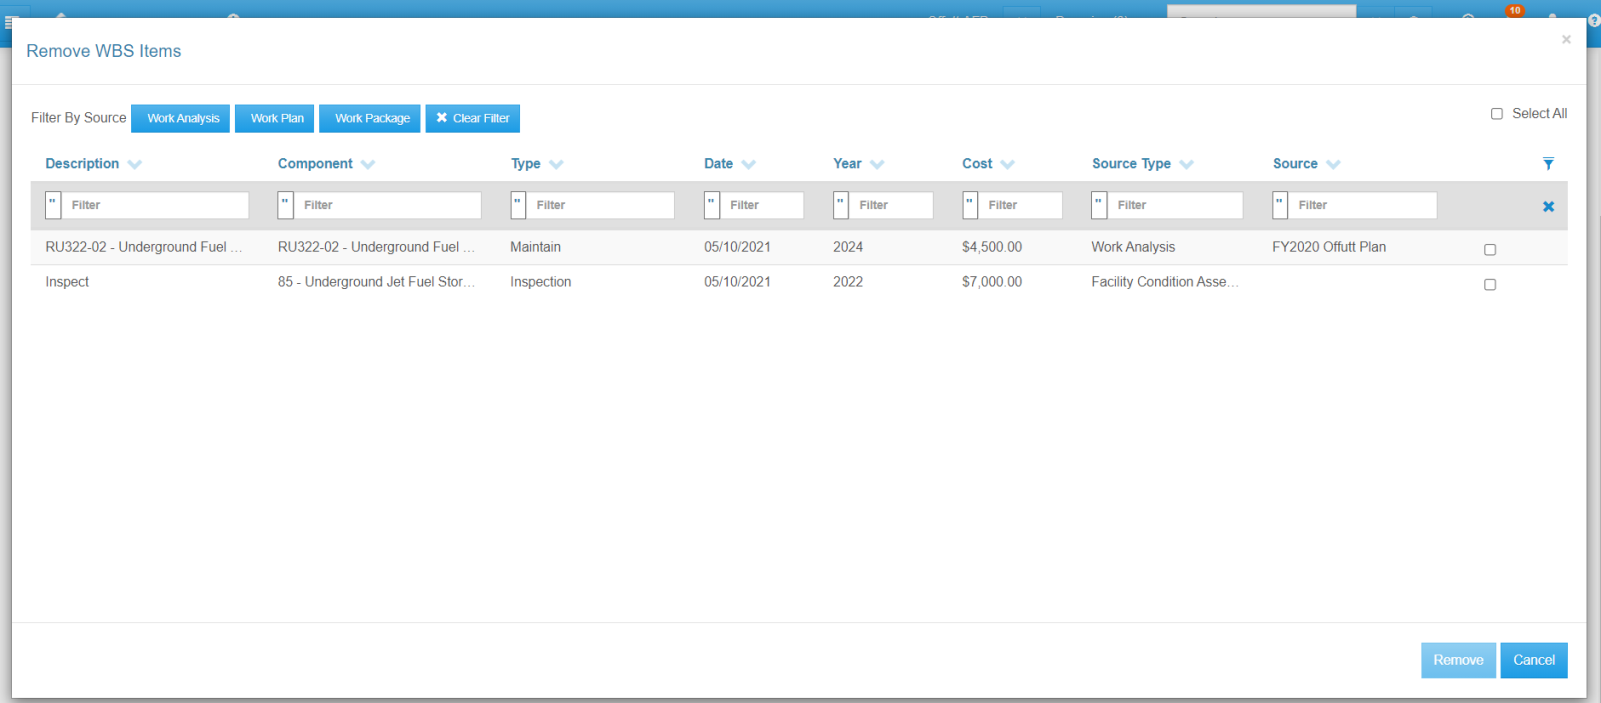 10
Remove WBS Items
×
Filter By Source Work Analysis Work Plan Work Package Clear Filter
Select All
Description Component Type Date Year Cost Source Type Source
" Filter " Filter " Filter " Filter " Filter " Filter " Filter " Filter
RU322-02 - Underground Fuel ... RU322-02 - Underground Fuel ... Maintain 05/10/2021 2024 $4,500.00 Work Analysis FY2020 Offutt Plan
Inspect 85 - Underground Jet Fuel Stor... Inspection 05/10/2021 2022 $7,000.00 Facility Condition Asse...
Remove Cancel